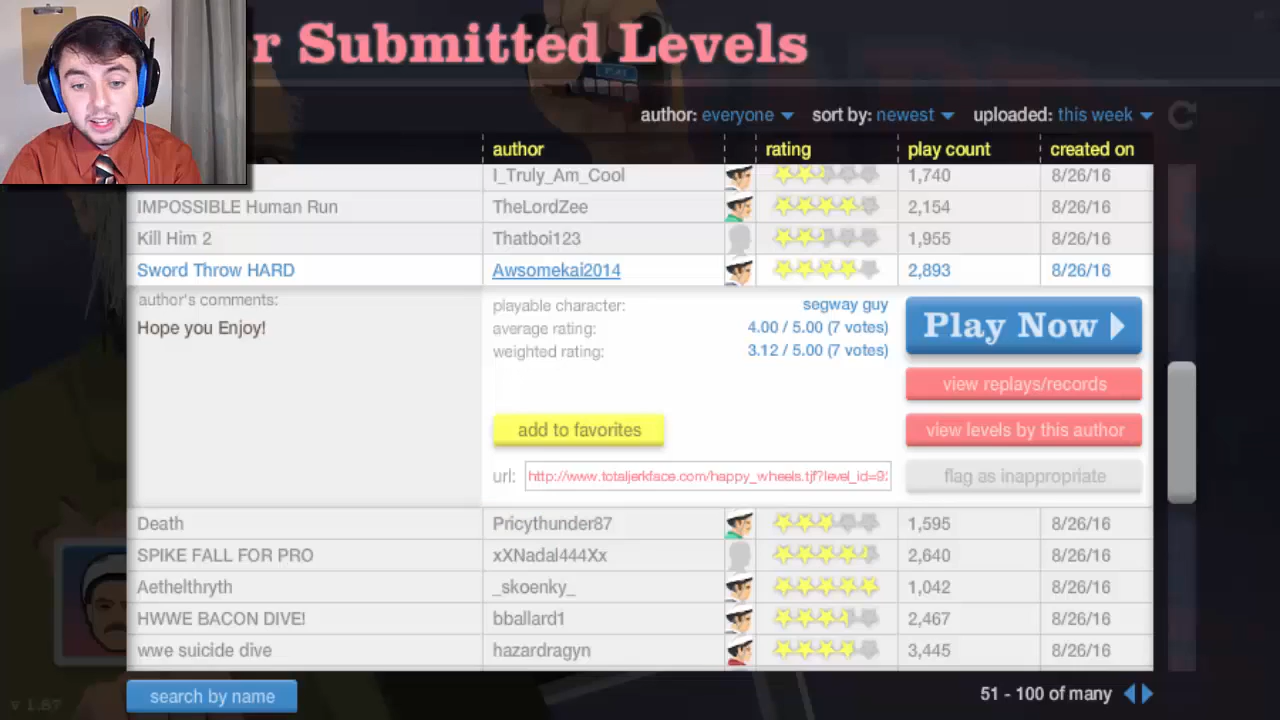 r Submitted Levels
author: everyone sort by: newest uploaded: this week
author rating play count created on
I_Truly_Am_Cool 1,740 8/26/16
IMPOSSIBLE Human Run TheLordZee 2,154 8/26/16
Kill Him 2 Thatboi123 1,955 8/26/16
Sword Throw HARD Awsomekai2014 2,893 8/26/16
author's comments:
Hope you Enjoy!
playable character: segway guy
average rating: 4.00 / 5.00 (7 votes)
weighted rating: 3.12 / 5.00 (7 votes)
Play Now
view replays/records
add to favorites
view levels by this author
url: http://www.totaljerkface.com/happy_wheels.tjf?level_id=9
flag as inappropriate
Death Pricythunder87 1,595 8/26/16
SPIKE FALL FOR PRO xXNadal444Xx 2,640 8/26/16
Aethelthryth _skoenky_ 1,042 8/26/16
HWWE BACON DIVE! bballard1 2,467 8/26/16
wwe suicide dive hazardragyn 3,445 8/26/16
search by name
51 - 100 of many
v 1.87